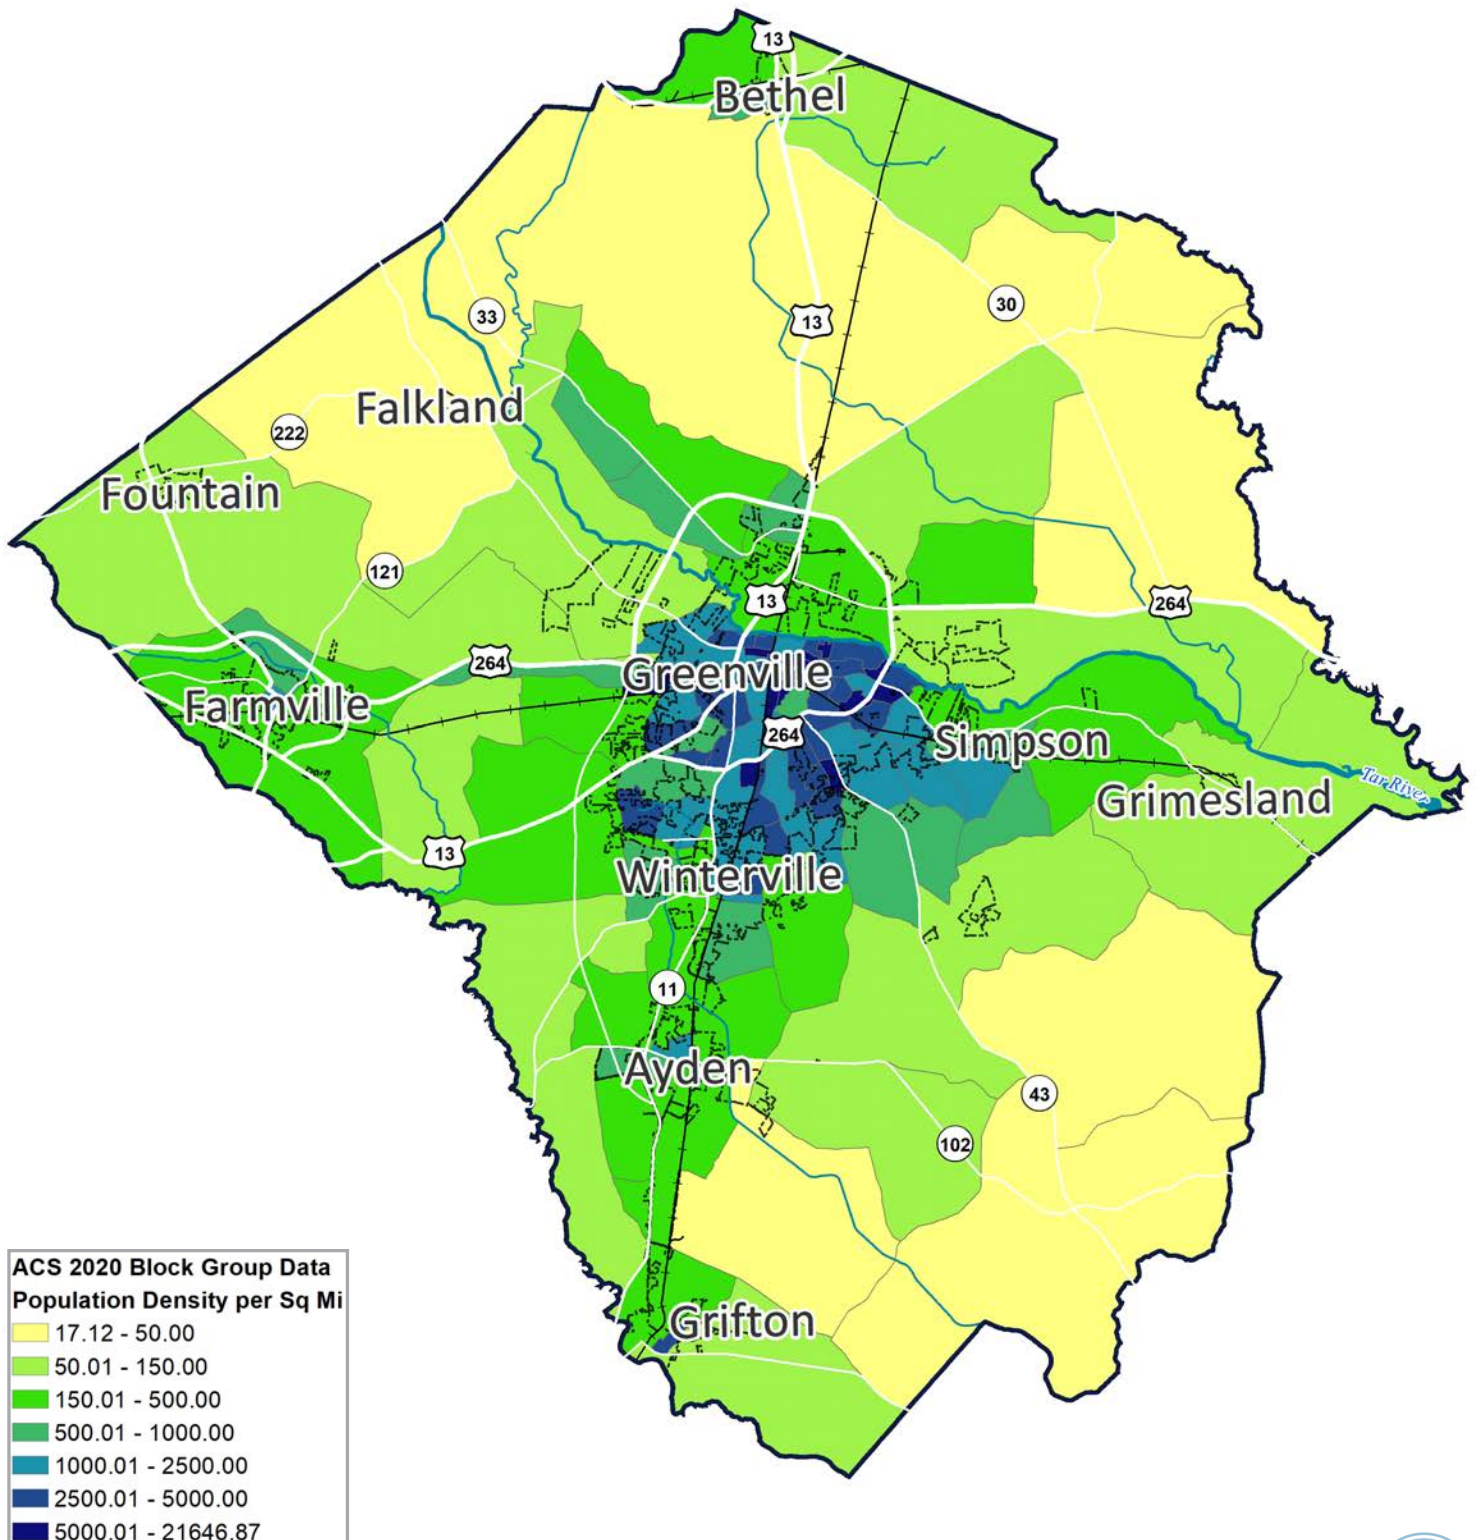 13
Bethel
33
13
30
Falkland
222
Fountain
121
13
264
264
Greenville
Farmville
264
Simpson
Tar River
Grimesland
13
Winterville
11
Ayden
43
102
Grifton
ACS 2020 Block Group Data
Population Density per Sq Mi
17.12 - 50.00
50.01 - 150.00
150.01 - 500.00
500.01 - 1000.00
1000.01 - 2500.00
2500.01 - 5000.00
5000.01 - 21646.87